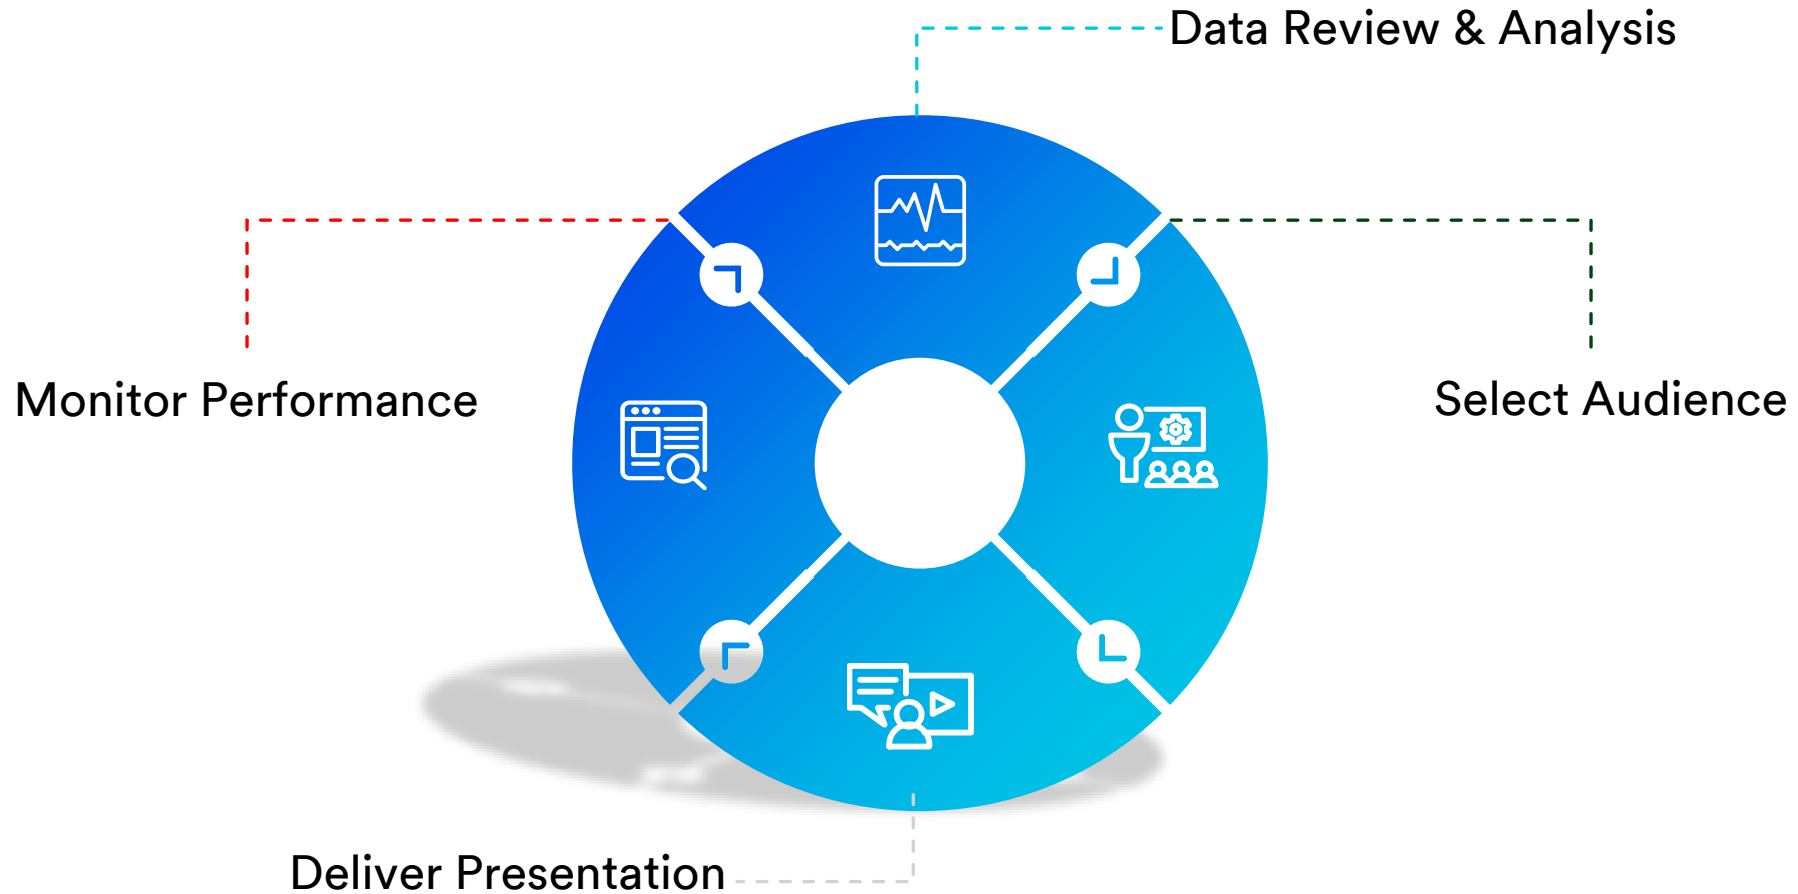 Data Review & Analysis
Monitor Performance
Select Audience
Deliver Presentation